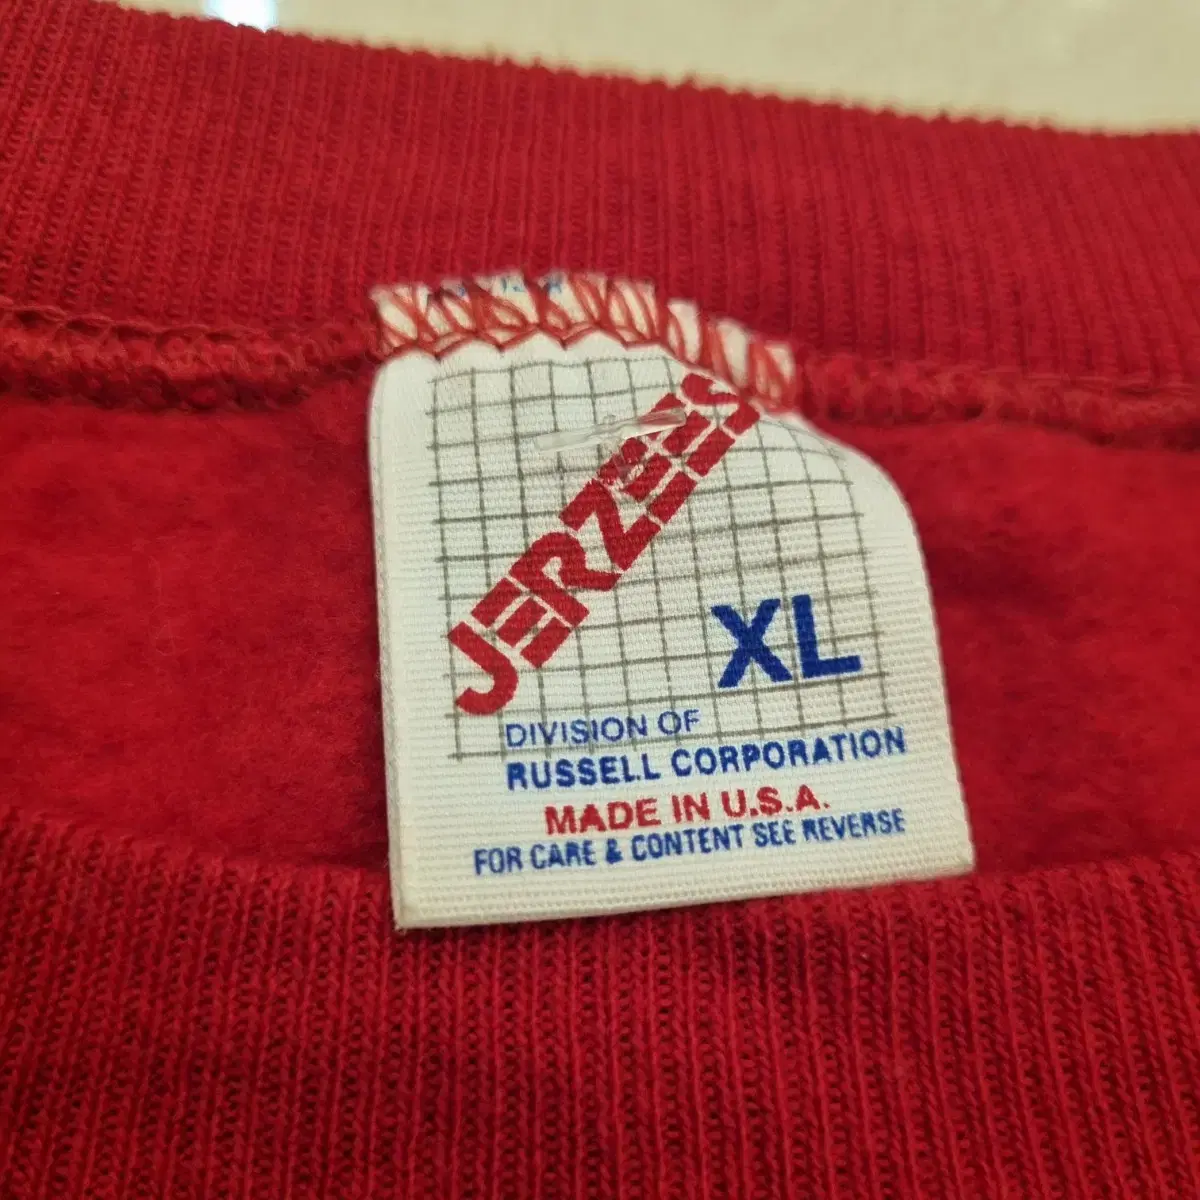 JERZEES
XL
DIVISION OF
RUSSELL CORPORATION
MADE IN U.S.A.
FOR CARE & CONTENT SEE REVERSE